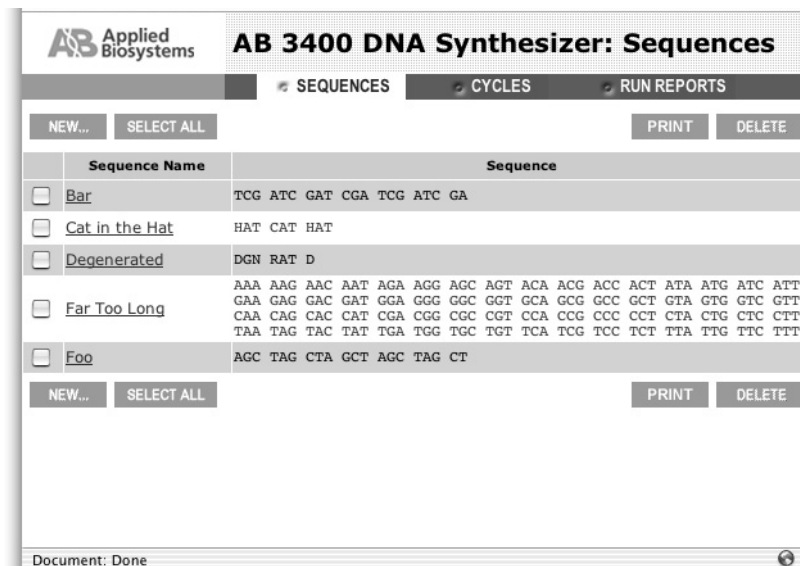 AB Applied Biosystems
AB 3400 DNA Synthesizer: Sequences
SEQUENCES CYCLES RUN REPORTS
NEW... SELECT ALL PRINT DELETE
Sequence Name Sequence
Bar TCG ATC GAT CGA TCG ATC GA
Cat in the Hat HAT CAT HAT
Degenerated DGN RAT D
Far Too Long
AAA AAG AAC AAT AGA AGG AGC AGT ACA ACG ACC ACT ATA ATG ATC ATT
GAA GAG GAC GAT GGA GGG GGC GGT GCA GCG GCC GCT GTA GTG GTC GTT
CAA CAG CAC CAT CGA CGG CGC CGT CCA CCG CCC CCT CTA CTG CTC CTT
TAA TAG TAC TAT TGA TGG TGC TGT TCA TCG TCC TCT TTA TTG TTC TTT
Foo AGC TAG CTA GCT AGC TAG CT
NEW... SELECT ALL PRINT DELETE
Document: Done